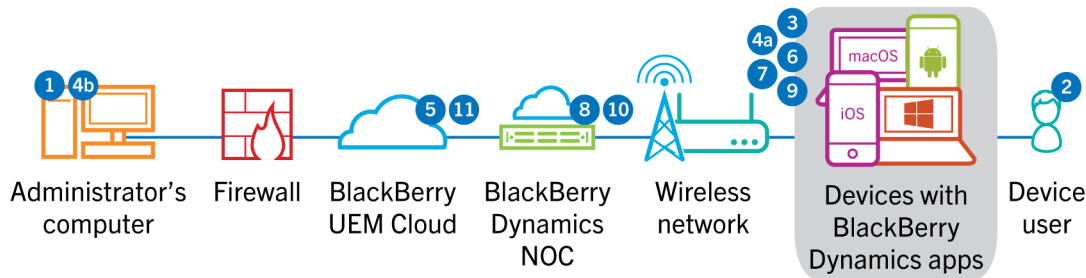 1 4b
5 11
8 10
3
4a
6
7
9
2
macOS
iOS
Administrator's
computer
Firewall
BlackBerry
UEM Cloud
BlackBerry
Dynamics
NOC
Wireless
network
Devices with
BlackBerry
Dynamics apps
Device
user